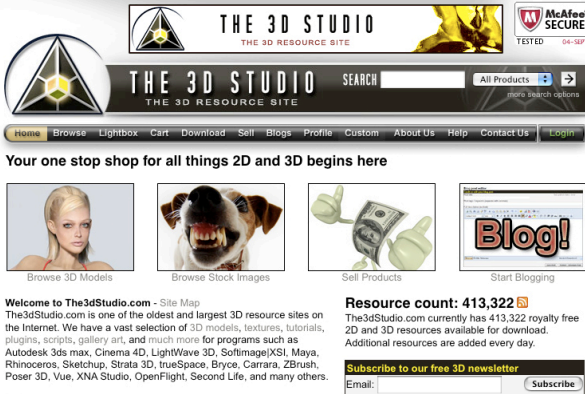 THE 3D STUDIO
THE 3D RESOURCE SITE
McAfee
SECURE
TESTED 04-SEP
THE 3D STUDIO
THE 3D RESOURCE SITE
SEARCH All Products
more search options
Home Browse Lightbox Cart Download Sell Blogs Profile Custom About Us Help Contact Us Login
Your one stop shop for all things 2D and 3D begins here
Blog!
Browse 3D Models Browse Stock Images Sell Products Start Blogging
Welcome to The3dStudio.com - Site Map
The3dStudio.com is one of the oldest and largest 3D resource sites on
the Internet. We have a vast selection of 3D models, textures, tutorials,
plugins, scripts, gallery art, and much more for programs such as
Autodesk 3ds max, Cinema 4D, LightWave 3D, Softimage|XSI, Maya,
Rhinoceros, Sketchup, Strata 3D, trueSpace, Bryce, Carrara, ZBrush,
Poser 3D, Vue, XNA Studio, OpenFlight, Second Life, and many others.
Resource count: 413,322
The3dStudio.com currently has 413,322 royalty free
2D and 3D resources available for download.
Additional resources are added every day.
Subscribe to our free 3D newsletter
Email: Subscribe